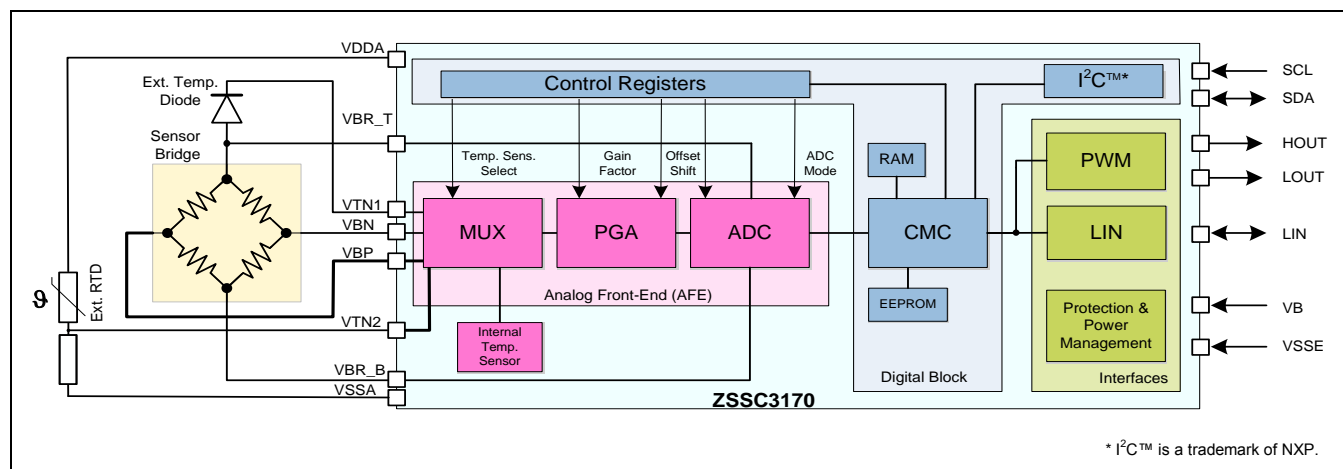 VDDA
Ext. Temp.
Diode
VBR_T
Sensor
Bridge
VTN1
VBN
VBP
ϑ
Ext. RTD
VTN2
VBR_B
VSSA
Control Registers
I²C™*
Temp. Sens.
Select
Gain
Factor
Offset
Shift
ADC
Mode
MUX
PGA
ADC
Analog Front-End (AFE)
Internal
Temp.
Sensor
RAM
CMC
EEPROM
Digital Block
PWM
LIN
Protection &
Power
Management
Interfaces
ZSSC3170
SCL
SDA
HOUT
LOUT
LIN
VB
VSSE
* I²C™ is a trademark of NXP.